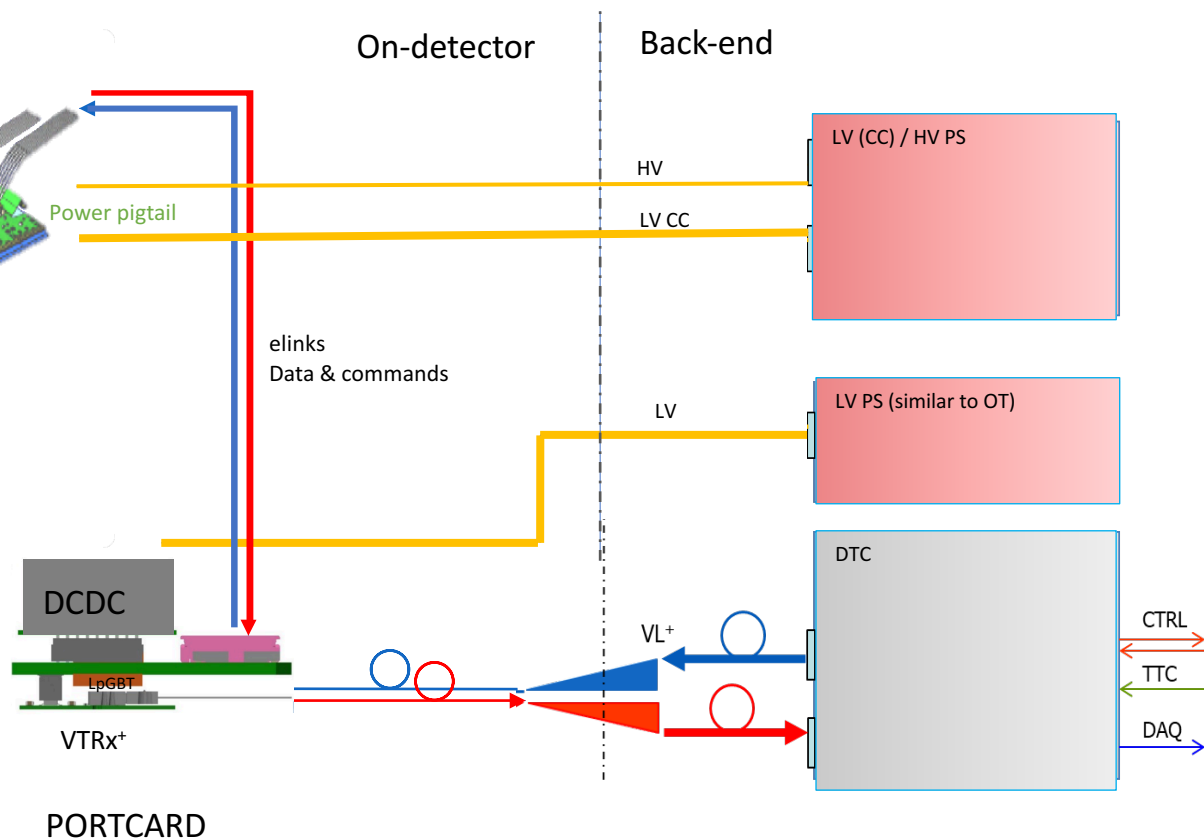 On-detector
Back-end
LV (CC) / HV PS
HV
Power pigtail
LV CC
elinks
Data & commands
LV PS (similar to OT)
LV
DTC
DCDC
CTRL
VL⁺
TTC
LpGBT
DAQ
VTRx⁺
PORTCARD